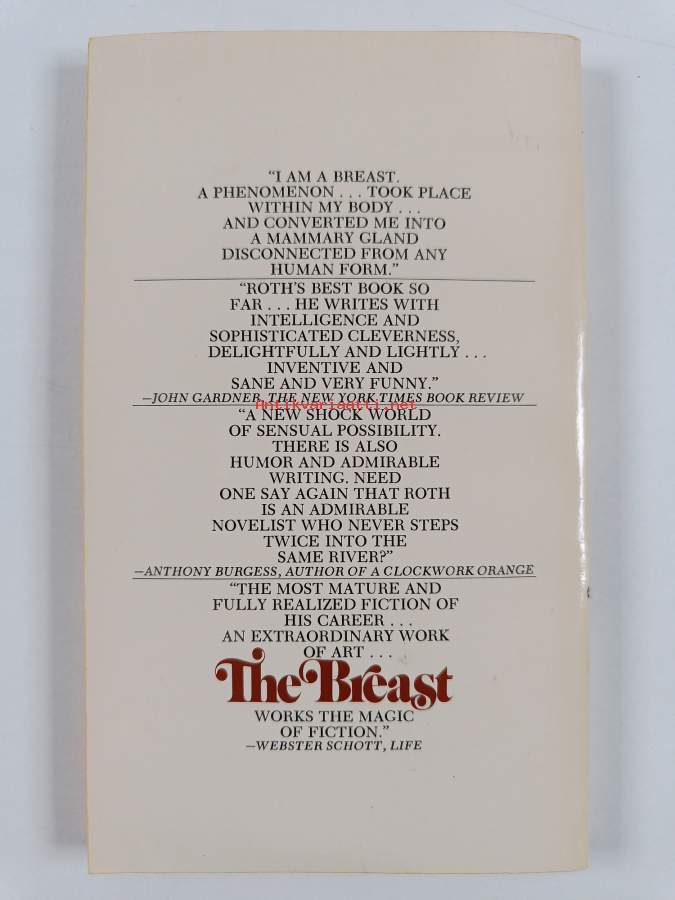 “I AM A BREAST.
A PHENOMENON . . . TOOK PLACE
WITHIN MY BODY . . .
AND CONVERTED ME INTO
A MAMMARY GLAND
DISCONNECTED FROM ANY
HUMAN FORM.”
“ROTH’S BEST BOOK SO
FAR . . . HE WRITES WITH
INTELLIGENCE AND
SOPHISTICATED CLEVERNESS,
DELIGHTFULLY AND LIGHTLY . . .
INVENTIVE AND
SANE AND VERY FUNNY.”
—JOHN GARDNER, THE NEW YORK TIMES BOOK REVIEW
Antikvariaatti.net
“A NEW SHOCK WORLD
OF SENSUAL POSSIBILITY.
THERE IS ALSO
HUMOR AND ADMIRABLE
WRITING. NEED
ONE SAY AGAIN THAT ROTH
IS AN ADMIRABLE
NOVELIST WHO NEVER STEPS
TWICE INTO THE
SAME RIVER?”
—ANTHONY BURGESS, AUTHOR OF A CLOCKWORK ORANGE
“THE MOST MATURE AND
FULLY REALIZED FICTION OF
HIS CAREER . . .
AN EXTRAORDINARY WORK
OF ART . . .
The Breast
WORKS THE MAGIC
OF FICTION.”
—WEBSTER SCHOTT, LIFE